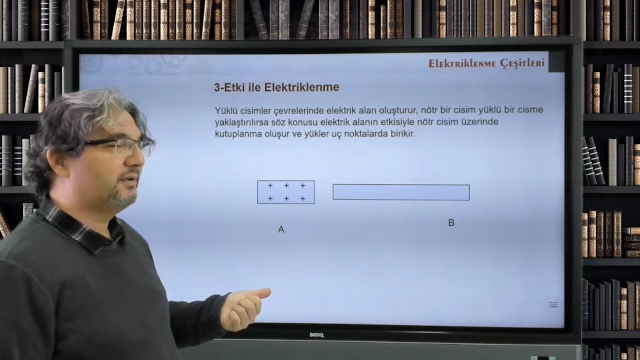 Elektriklenme Çeşitleri
3-Etki ile Elektriklenme
Yüklü cisimler çevrelerinde elektrik alan oluşturur, nötr bir cisim yüklü bir cisme
yaklaştırılırsa söz konusu elektrik alanın etkisiyle nötr cisim üzerinde
kutuplanma oluşur ve yükler uç noktalarda birikir.
+ + +
+ + +
A
B
BenQ